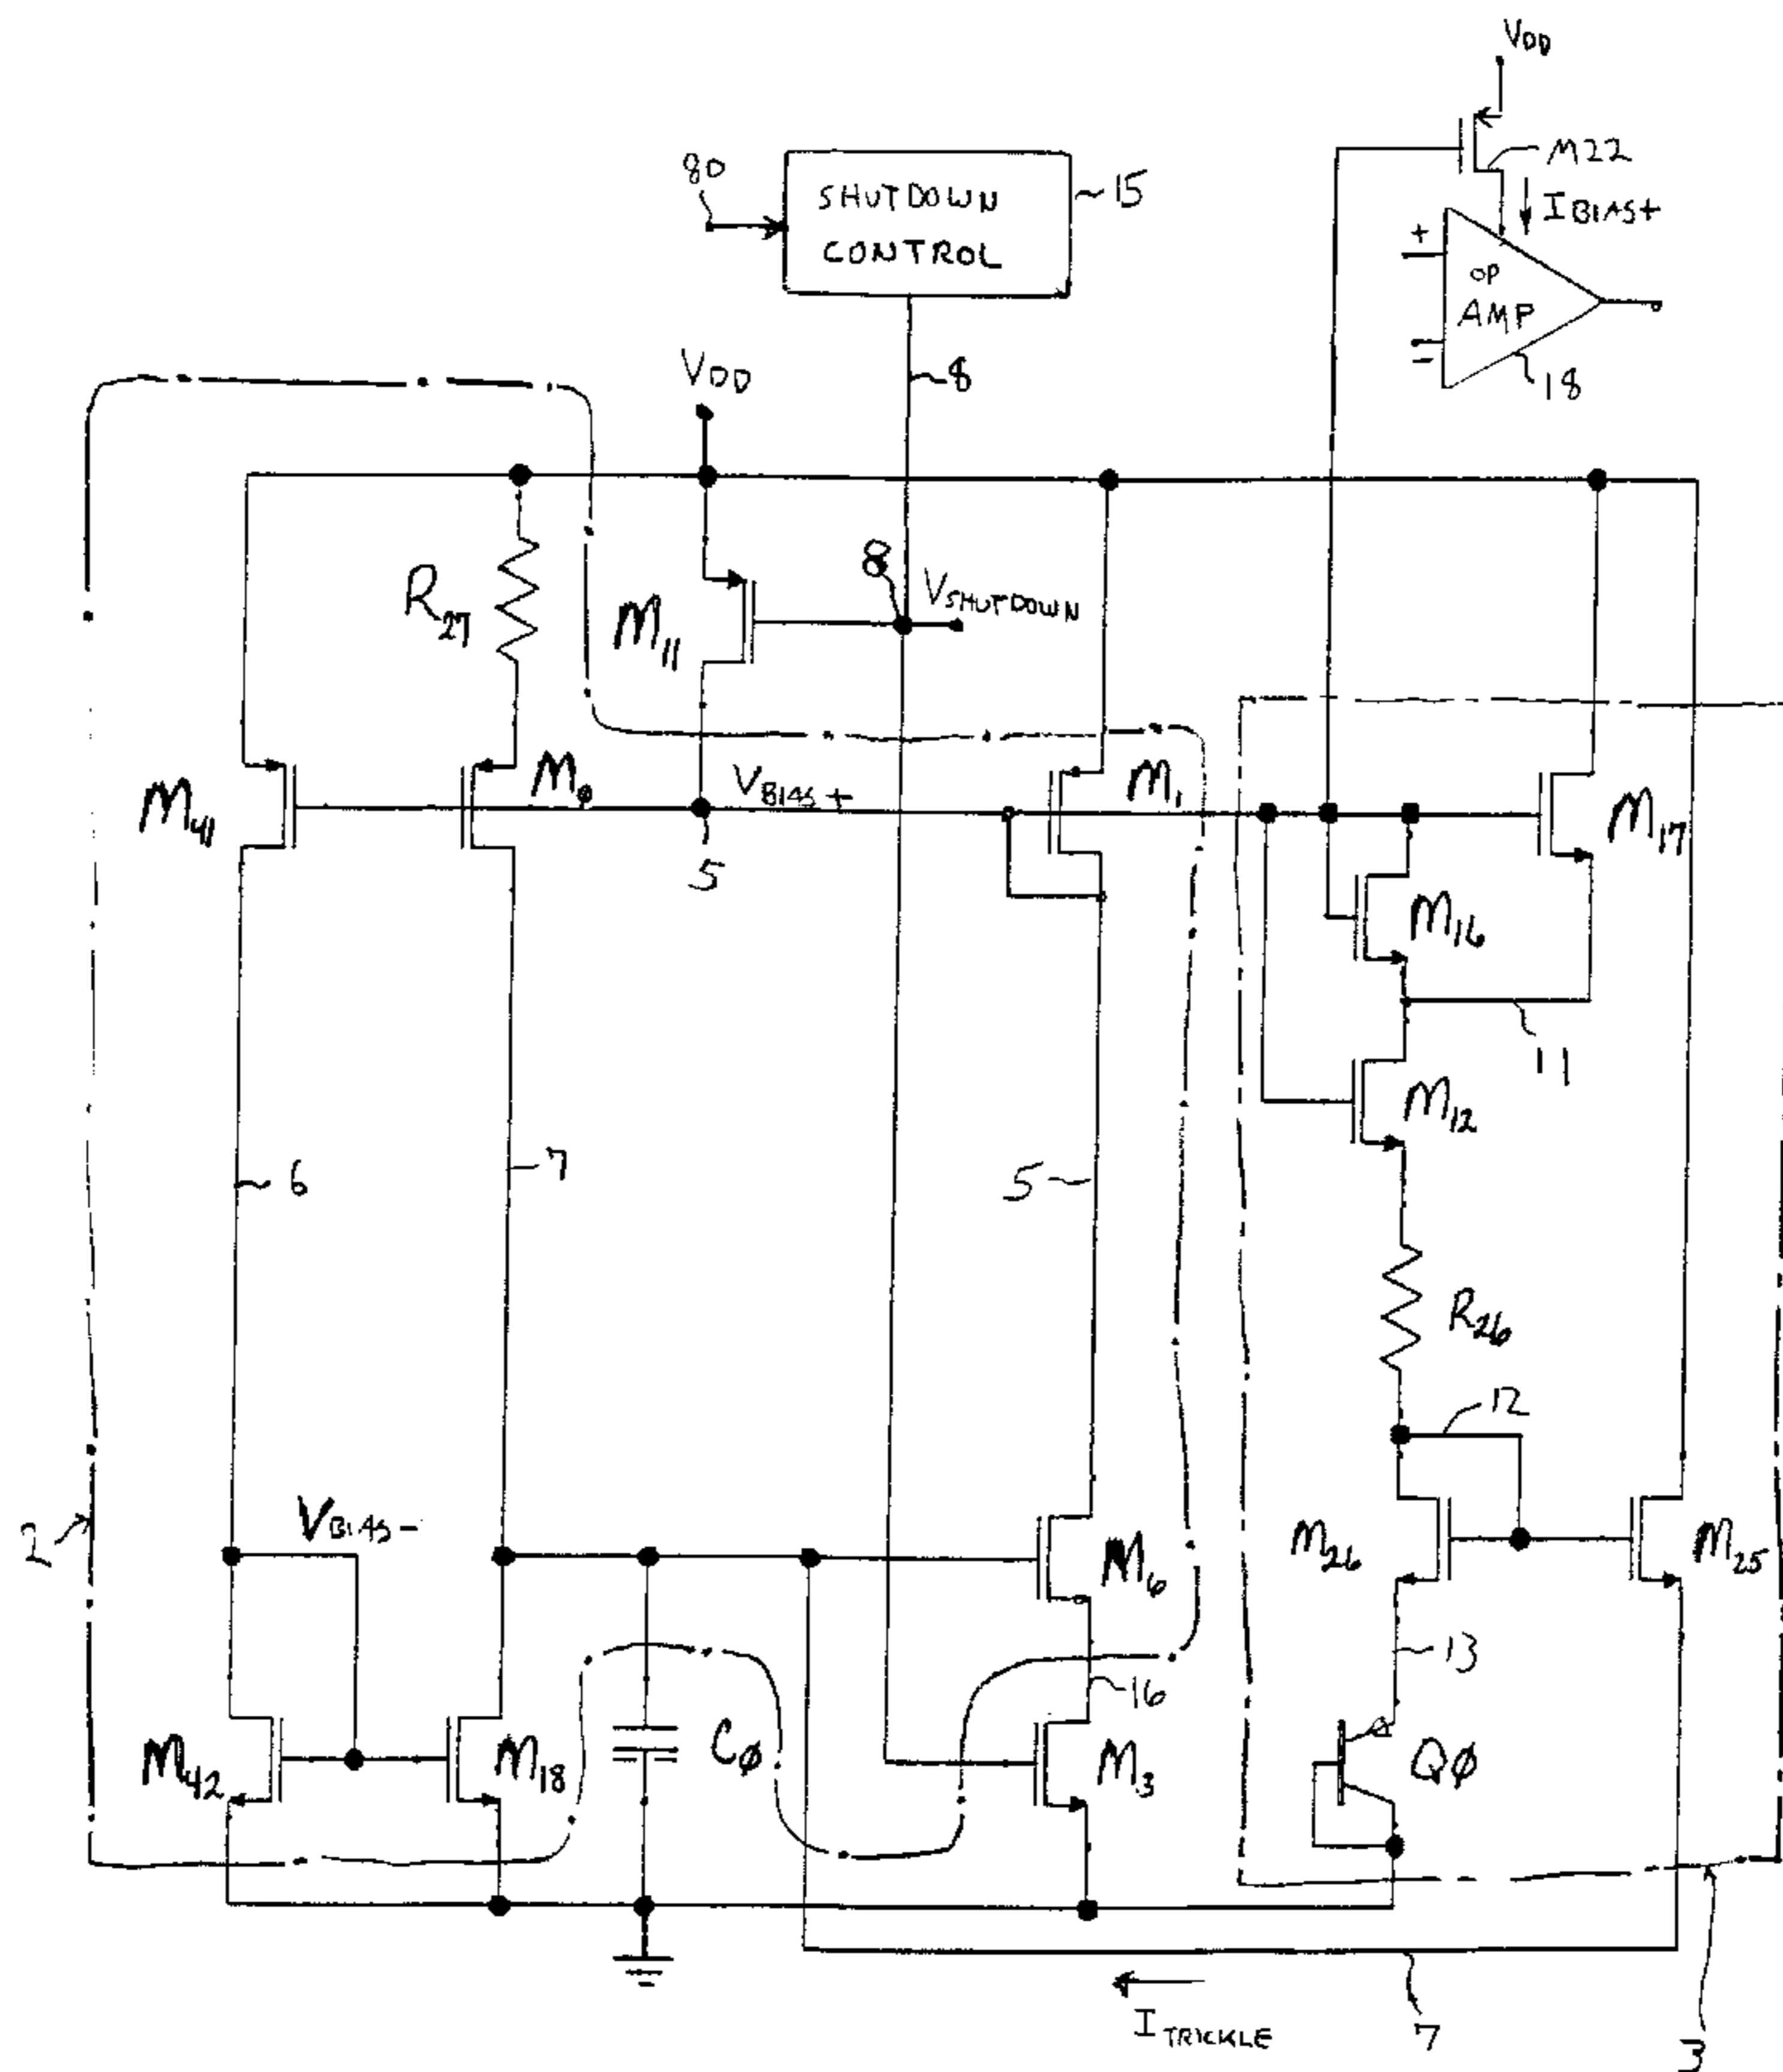 VDD
M22
IBIAS+
80
SHUTDOWN
CONTROL
15
+
OP
AMP
-
18
8
VDD
8
VSHUTDOWN
R27
M11
M41
Mφ
VBIAS+
5
M1
M17
M16
11
M12
6
7
5
R26
12
2
VBIAS-
M6
M26
M25
13
16
M42
M18
Cφ
M3
Qφ
ITRICKLE
7
3